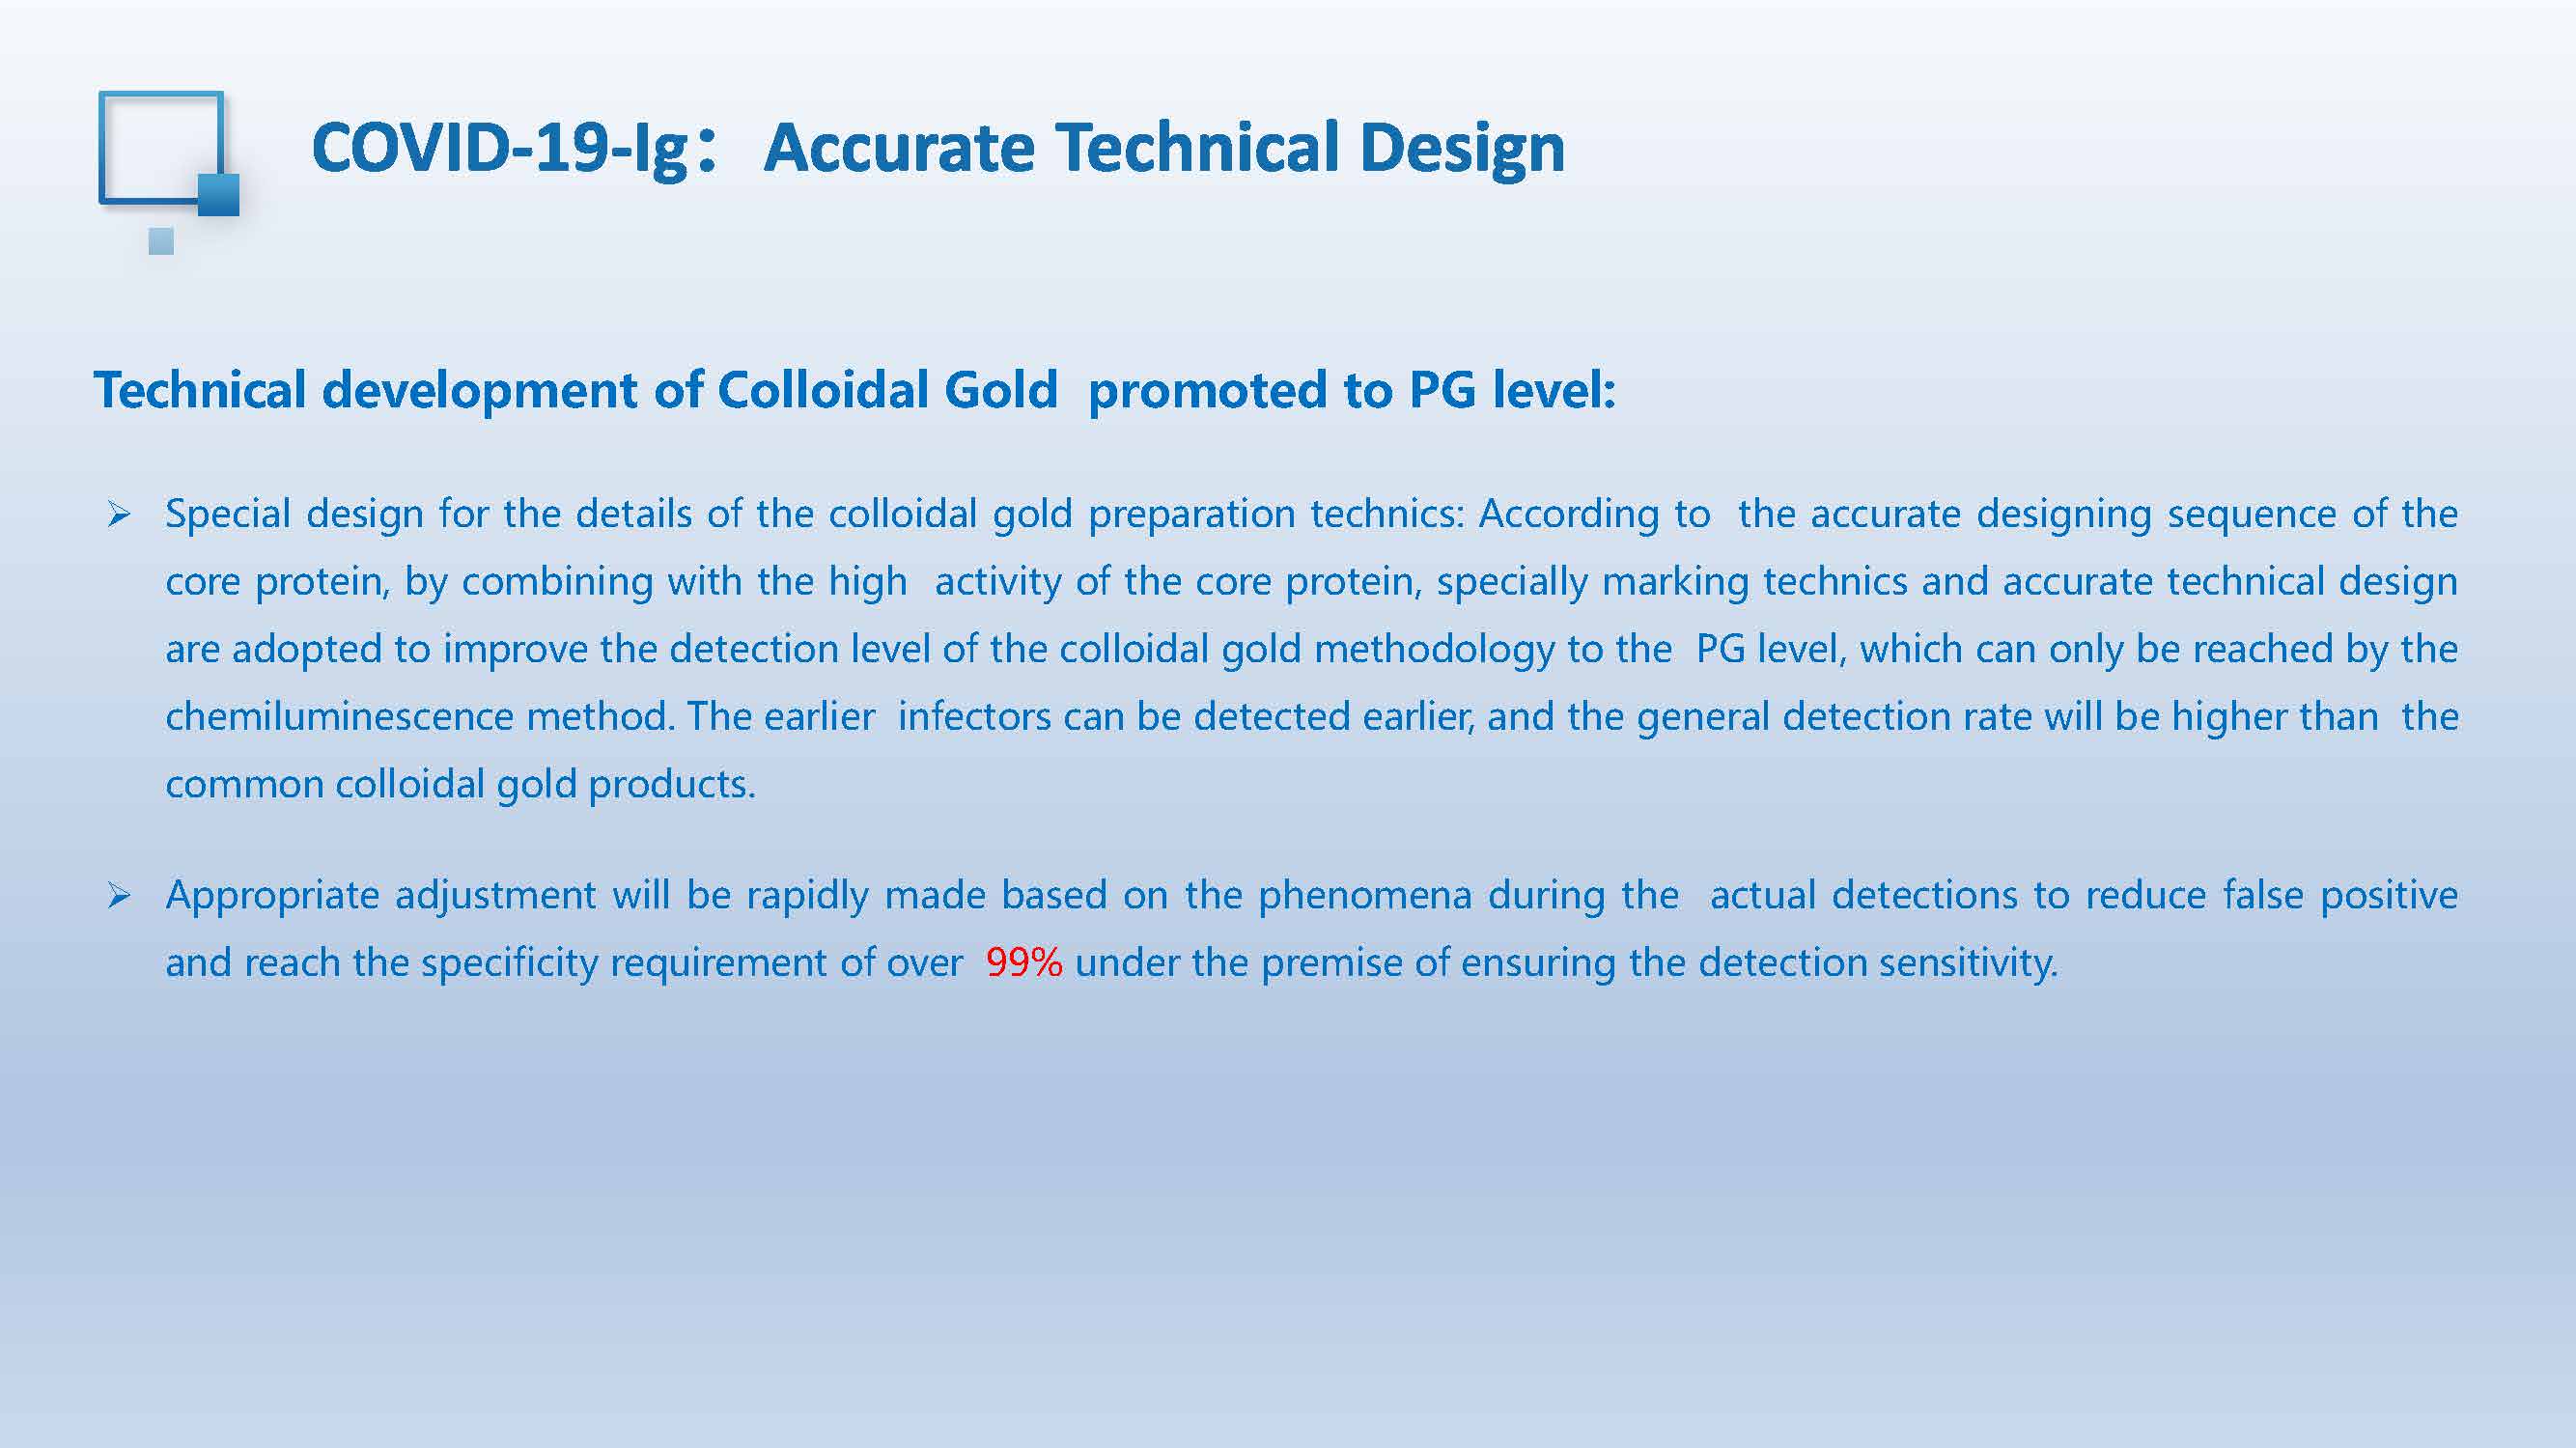 COVID-19-Ig： Accurate Technical Design
Technical development of Colloidal Gold promoted to PG level:
➢ Special design for the details of the colloidal gold preparation technics: According to the accurate designing sequence of the
core protein, by combining with the high activity of the core protein, specially marking technics and accurate technical design
are adopted to improve the detection level of the colloidal gold methodology to the PG level, which can only be reached by the
chemiluminescence method. The earlier infectors can be detected earlier, and the general detection rate will be higher than the
common colloidal gold products.
➢ Appropriate adjustment will be rapidly made based on the phenomena during the actual detections to reduce false positive
and reach the specificity requirement of over 99% under the premise of ensuring the detection sensitivity.